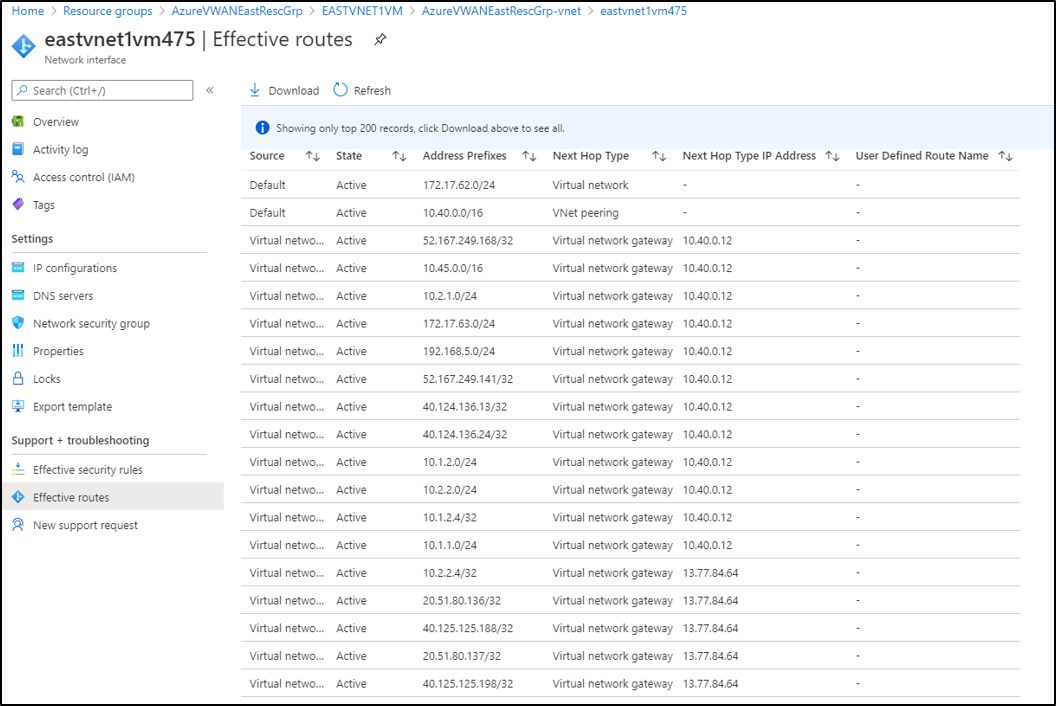 Home > Resource groups > AzureVWANEastRescGrp > EASTVNET1VM > AzureVWANEastRescGrp-vnet > eastvnet1vm475
eastvnet1vm475 | Effective routes
Network interface
Search (Ctrl+/)
«
Download Refresh
Overview
Activity log
Access control (IAM)
Tags
Settings
IP configurations
DNS servers
Network security group
Properties
Locks
Export template
Support + troubleshooting
Effective security rules
Effective routes
New support request
Showing only top 200 records, click Download above to see all.
Source ↑↓ State ↑↓ Address Prefixes ↑↓ Next Hop Type ↑↓ Next Hop Type IP Address ↑↓ User Defined Route Name ↑↓
Default Active 172.17.62.0/24 Virtual network - -
Default Active 10.40.0.0/16 VNet peering - -
Virtual netwo... Active 52.167.249.168/32 Virtual network gateway 10.40.0.12 -
Virtual netwo... Active 10.45.0.0/16 Virtual network gateway 10.40.0.12 -
Virtual netwo... Active 10.2.1.0/24 Virtual network gateway 10.40.0.12 -
Virtual netwo... Active 172.17.63.0/24 Virtual network gateway 10.40.0.12 -
Virtual netwo... Active 192.168.5.0/24 Virtual network gateway 10.40.0.12 -
Virtual netwo... Active 52.167.249.141/32 Virtual network gateway 10.40.0.12 -
Virtual netwo... Active 40.124.136.13/32 Virtual network gateway 10.40.0.12 -
Virtual netwo... Active 40.124.136.24/32 Virtual network gateway 10.40.0.12 -
Virtual netwo... Active 10.1.2.0/24 Virtual network gateway 10.40.0.12 -
Virtual netwo... Active 10.2.2.0/24 Virtual network gateway 10.40.0.12 -
Virtual netwo... Active 10.1.2.4/32 Virtual network gateway 10.40.0.12 -
Virtual netwo... Active 10.1.1.0/24 Virtual network gateway 10.40.0.12 -
Virtual netwo... Active 10.2.2.4/32 Virtual network gateway 13.77.84.64 -
Virtual netwo... Active 20.51.80.136/32 Virtual network gateway 13.77.84.64 -
Virtual netwo... Active 40.125.125.188/32 Virtual network gateway 13.77.84.64 -
Virtual netwo... Active 20.51.80.137/32 Virtual network gateway 13.77.84.64 -
Virtual netwo... Active 40.125.125.198/32 Virtual network gateway 13.77.84.64 -